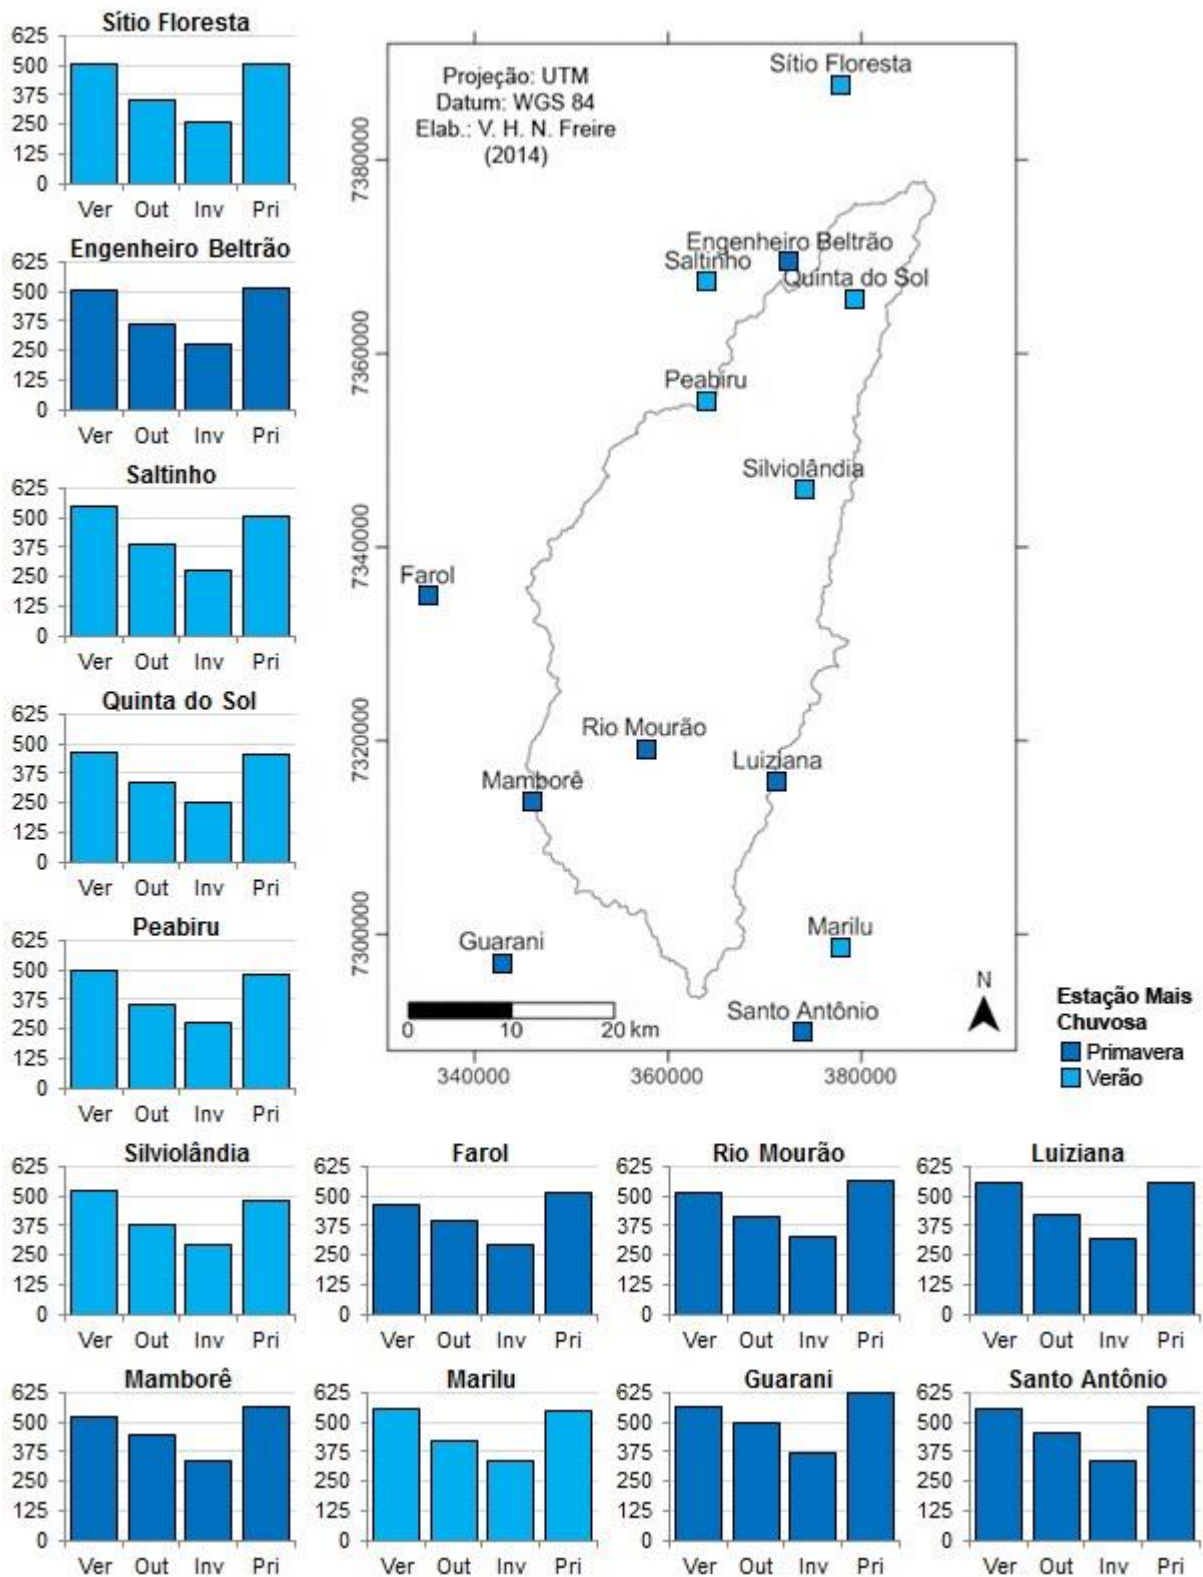 Sítio Floresta
625
500
375
250
125
0
Ver Out Inv Pri
Engenheiro Beltrão
625
500
375
250
125
0
Ver Out Inv Pri
Saltinho
625
500
375
250
125
0
Ver Out Inv Pri
Quinta do Sol
625
500
375
250
125
0
Ver Out Inv Pri
Peabiru
625
500
375
250
125
0
Ver Out Inv Pri
Projeção: UTM
Datum: WGS 84
Elab.: V. H. N. Freire
(2014)
Sítio Floresta
Engenheiro Beltrão
Saltinho
Quinta do Sol
Peabiru
Silviolândia
Farol
Rio Mourão
Luiziana
Mamborê
Marilu
Guarani
Santo Antônio
7380000
7360000
7340000
7320000
7300000
0 10 20 km
N
340000 360000 380000
Estação Mais
Chuvosa
Primavera
Verão
Silviolândia
625
500
375
250
125
0
Ver Out Inv Pri
Farol
625
500
375
250
125
0
Ver Out Inv Pri
Rio Mourão
625
500
375
250
125
0
Ver Out Inv Pri
Luiziana
625
500
375
250
125
0
Ver Out Inv Pri
Mamborê
625
500
375
250
125
0
Ver Out Inv Pri
Marilu
625
500
375
250
125
0
Ver Out Inv Pri
Guarani
625
500
375
250
125
0
Ver Out Inv Pri
Santo Antônio
625
500
375
250
125
0
Ver Out Inv Pri